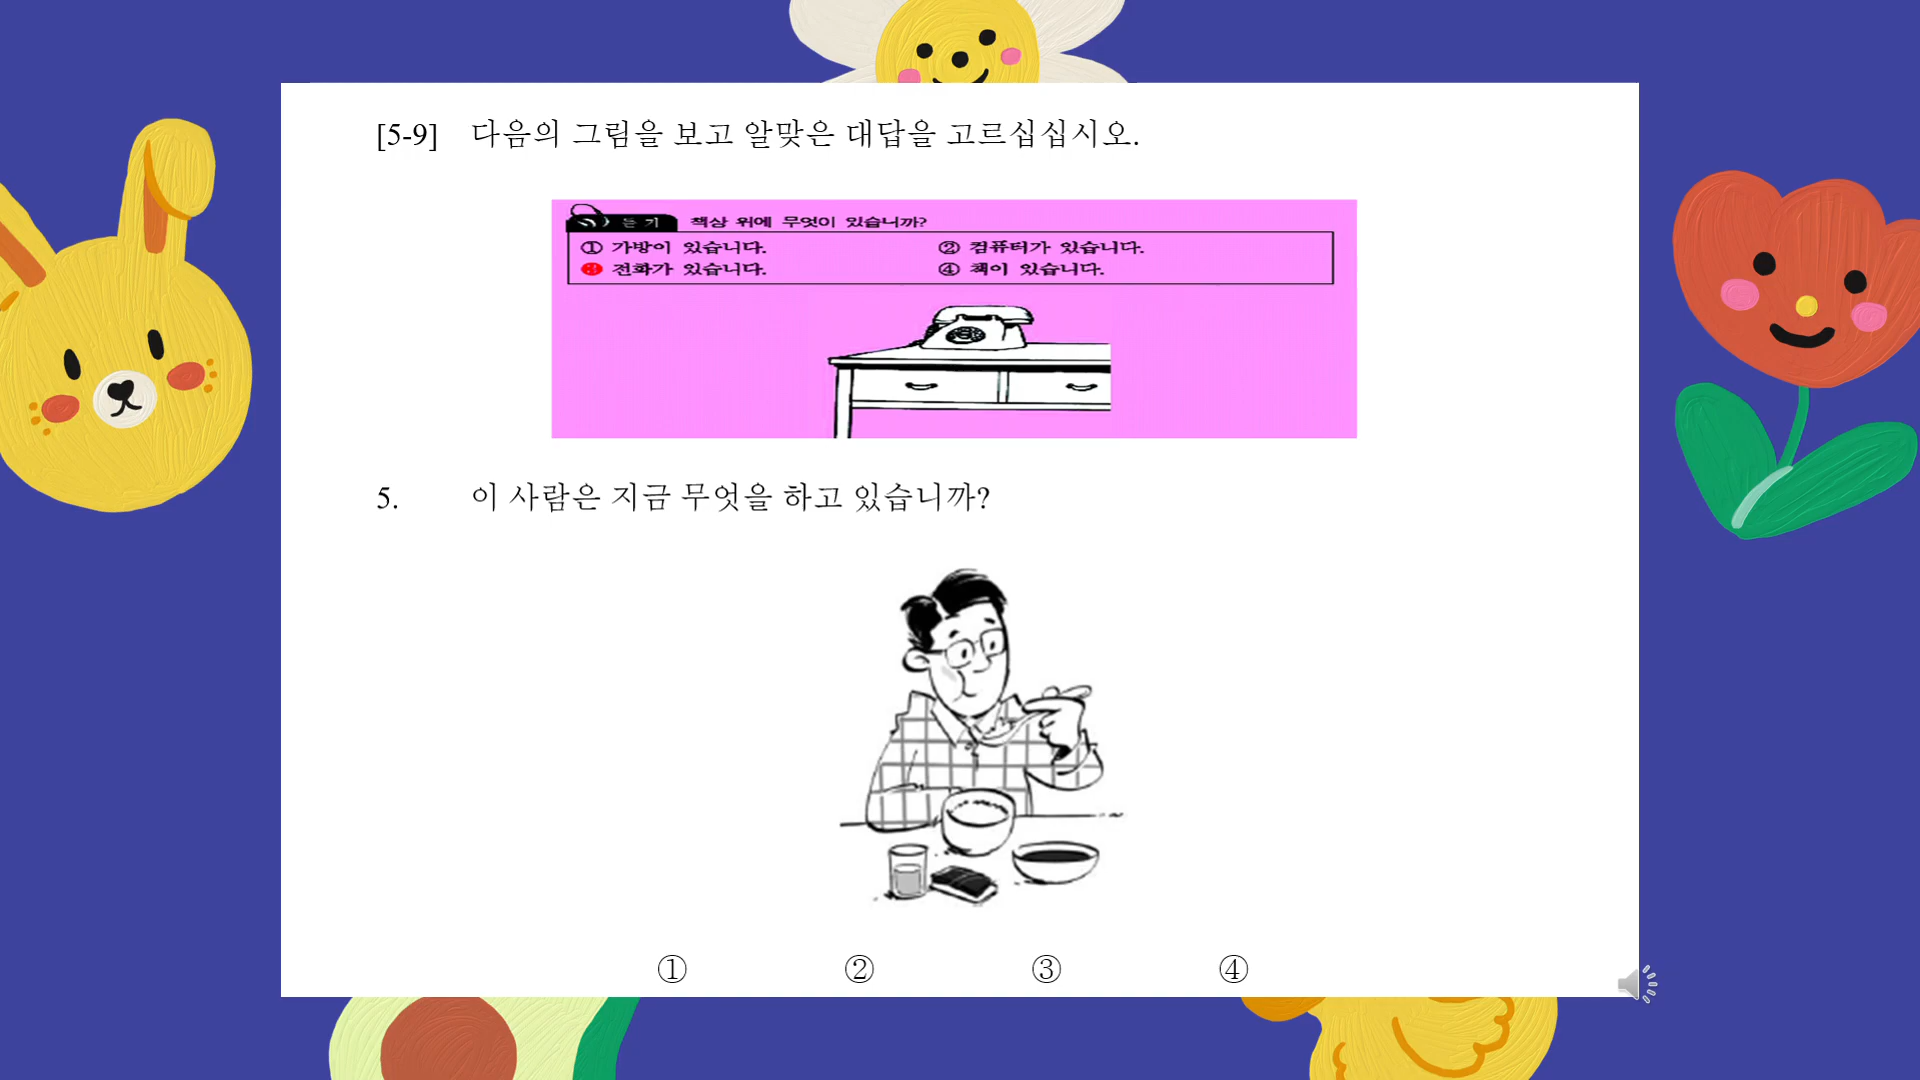 [5-9] 다음의 그림을 보고 알맞은 대답을 고르십십시오.
듣 기 책상 위에 무엇이 있습니까?
① 가방이 있습니다. ② 컴퓨터가 있습니다.
③ 전화가 있습니다. ④ 책이 있습니다.
5. 이 사람은 지금 무엇을 하고 있습니까?
① ② ③ ④